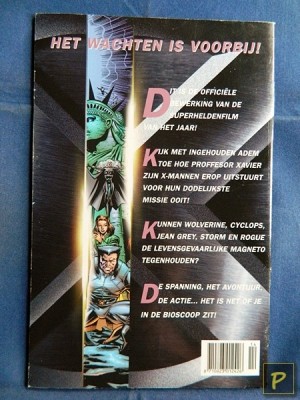 HET WACHTEN IS VOORBIJ!
DIT IS DE OFFICIËLE
BEWERKING VAN DE
SUPERHELDENFILM
VAN HET JAAR!
KIJK MET INGEHOUDEN ADEM
TOE HOE PROFFESOR XAVIER
ZIJN X-MANNEN EROP UITSTUURT
VOOR HUN DODELIJKSTE
MISSIE OOIT!
KUNNEN WOLVERINE, CYCLOPS,
JEAN GREY, STORM EN ROGUE
DE LEVENSGEVAARLIJKE MAGNETO
TEGENHOUDEN?
DE SPANNING, HET AVONTUUR,
DE ACTIE... HET IS NET OF JE
IN DE BIOSCOOP ZIT!
P